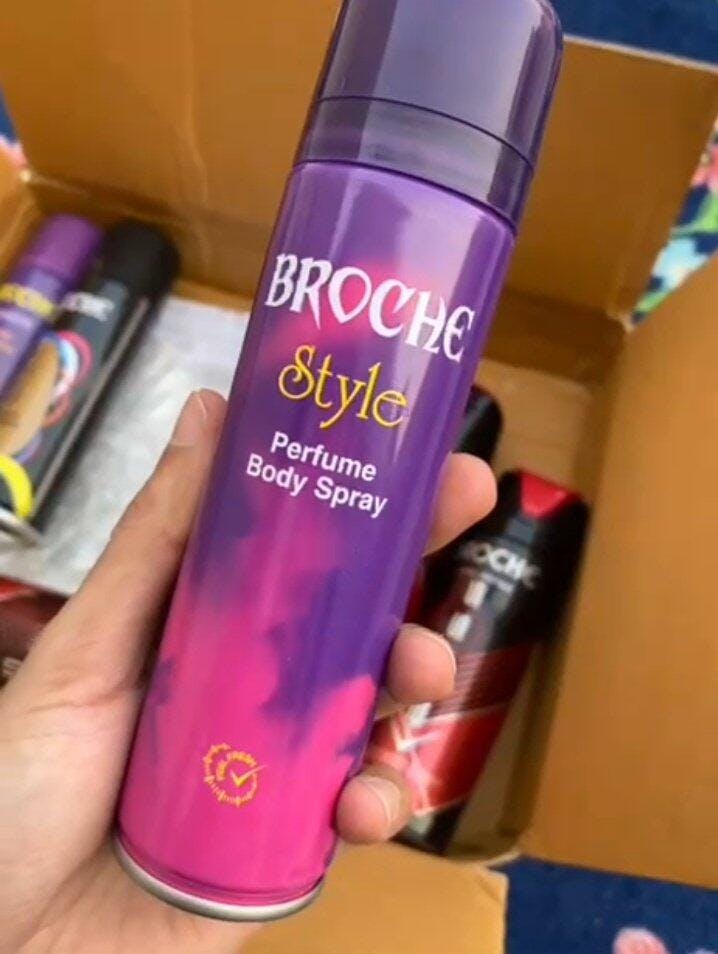 BROCHE
Style
Perfume
Body Spray